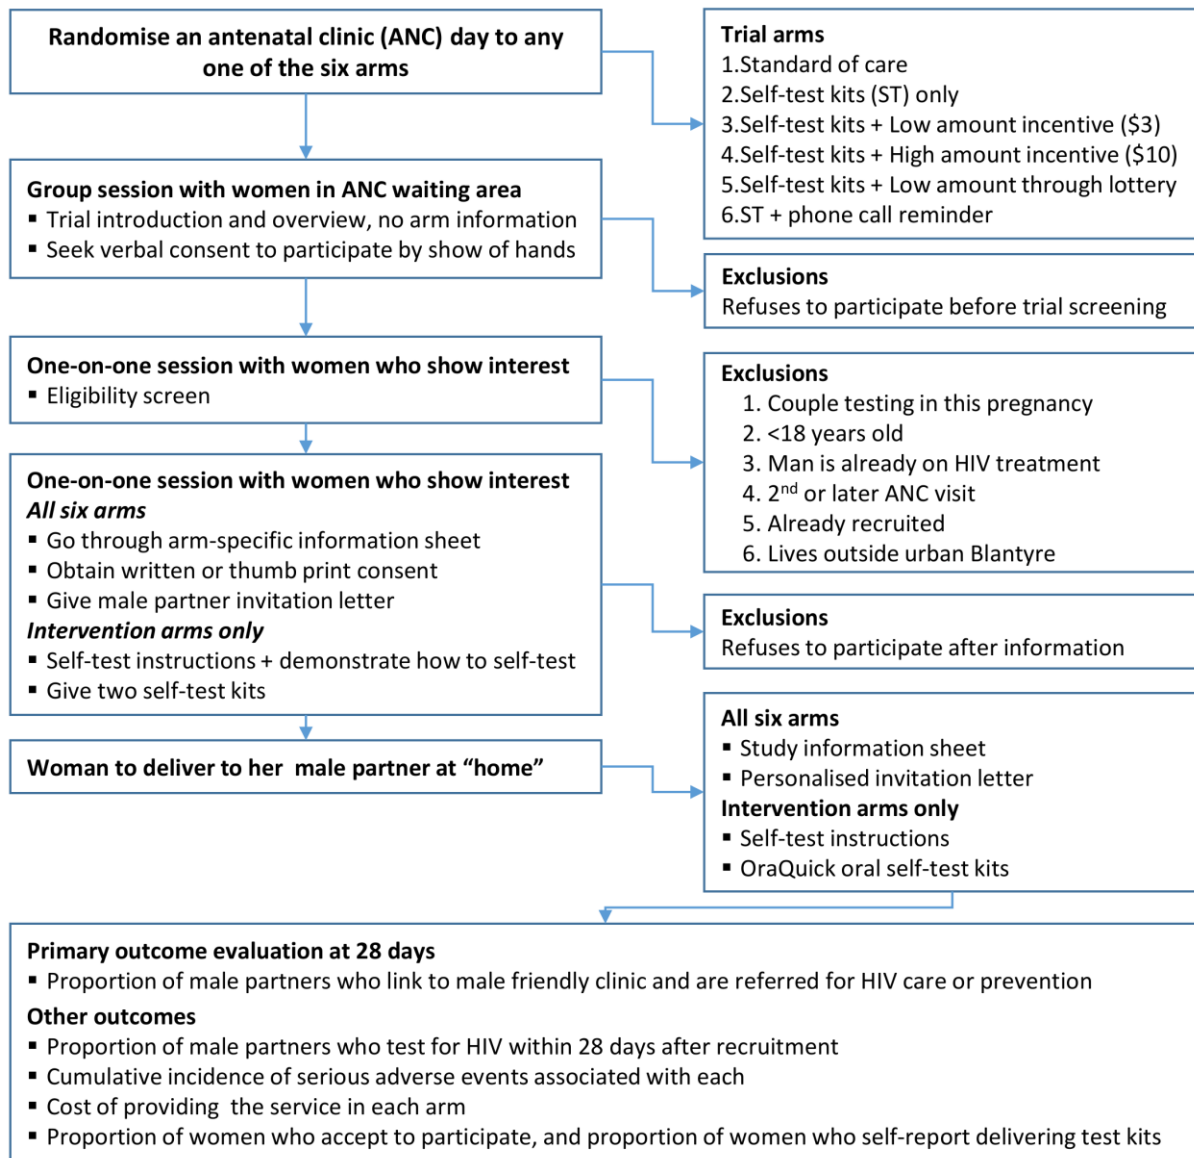 Randomise an antenatal clinic (ANC) day to any
one of the six arms
Trial arms
1.Standard of care
2.Self-test kits (ST) only
3.Self-test kits + Low amount incentive ($3)
4.Self-test kits + High amount incentive ($10)
5.Self-test kits + Low amount through lottery
6.ST + phone call reminder
Group session with women in ANC waiting area
▪ Trial introduction and overview, no arm information
▪ Seek verbal consent to participate by show of hands
Exclusions
Refuses to participate before trial screening
One-on-one session with women who show interest
▪ Eligibility screen
Exclusions
1. Couple testing in this pregnancy
2. <18 years old
3. Man is already on HIV treatment
4. 2nd or later ANC visit
5. Already recruited
6. Lives outside urban Blantyre
One-on-one session with women who show interest
All six arms
▪ Go through arm-specific information sheet
▪ Obtain written or thumb print consent
▪ Give male partner invitation letter
Intervention arms only
▪ Self-test instructions + demonstrate how to self-test
▪ Give two self-test kits
Exclusions
Refuses to participate after information
Woman to deliver to her male partner at “home”
All six arms
▪ Study information sheet
▪ Personalised invitation letter
Intervention arms only
▪ Self-test instructions
▪ OraQuick oral self-test kits
Primary outcome evaluation at 28 days
▪ Proportion of male partners who link to male friendly clinic and are referred for HIV care or prevention
Other outcomes
▪ Proportion of male partners who test for HIV within 28 days after recruitment
▪ Cumulative incidence of serious adverse events associated with each
▪ Cost of providing the service in each arm
▪ Proportion of women who accept to participate, and proportion of women who self-report delivering test kits